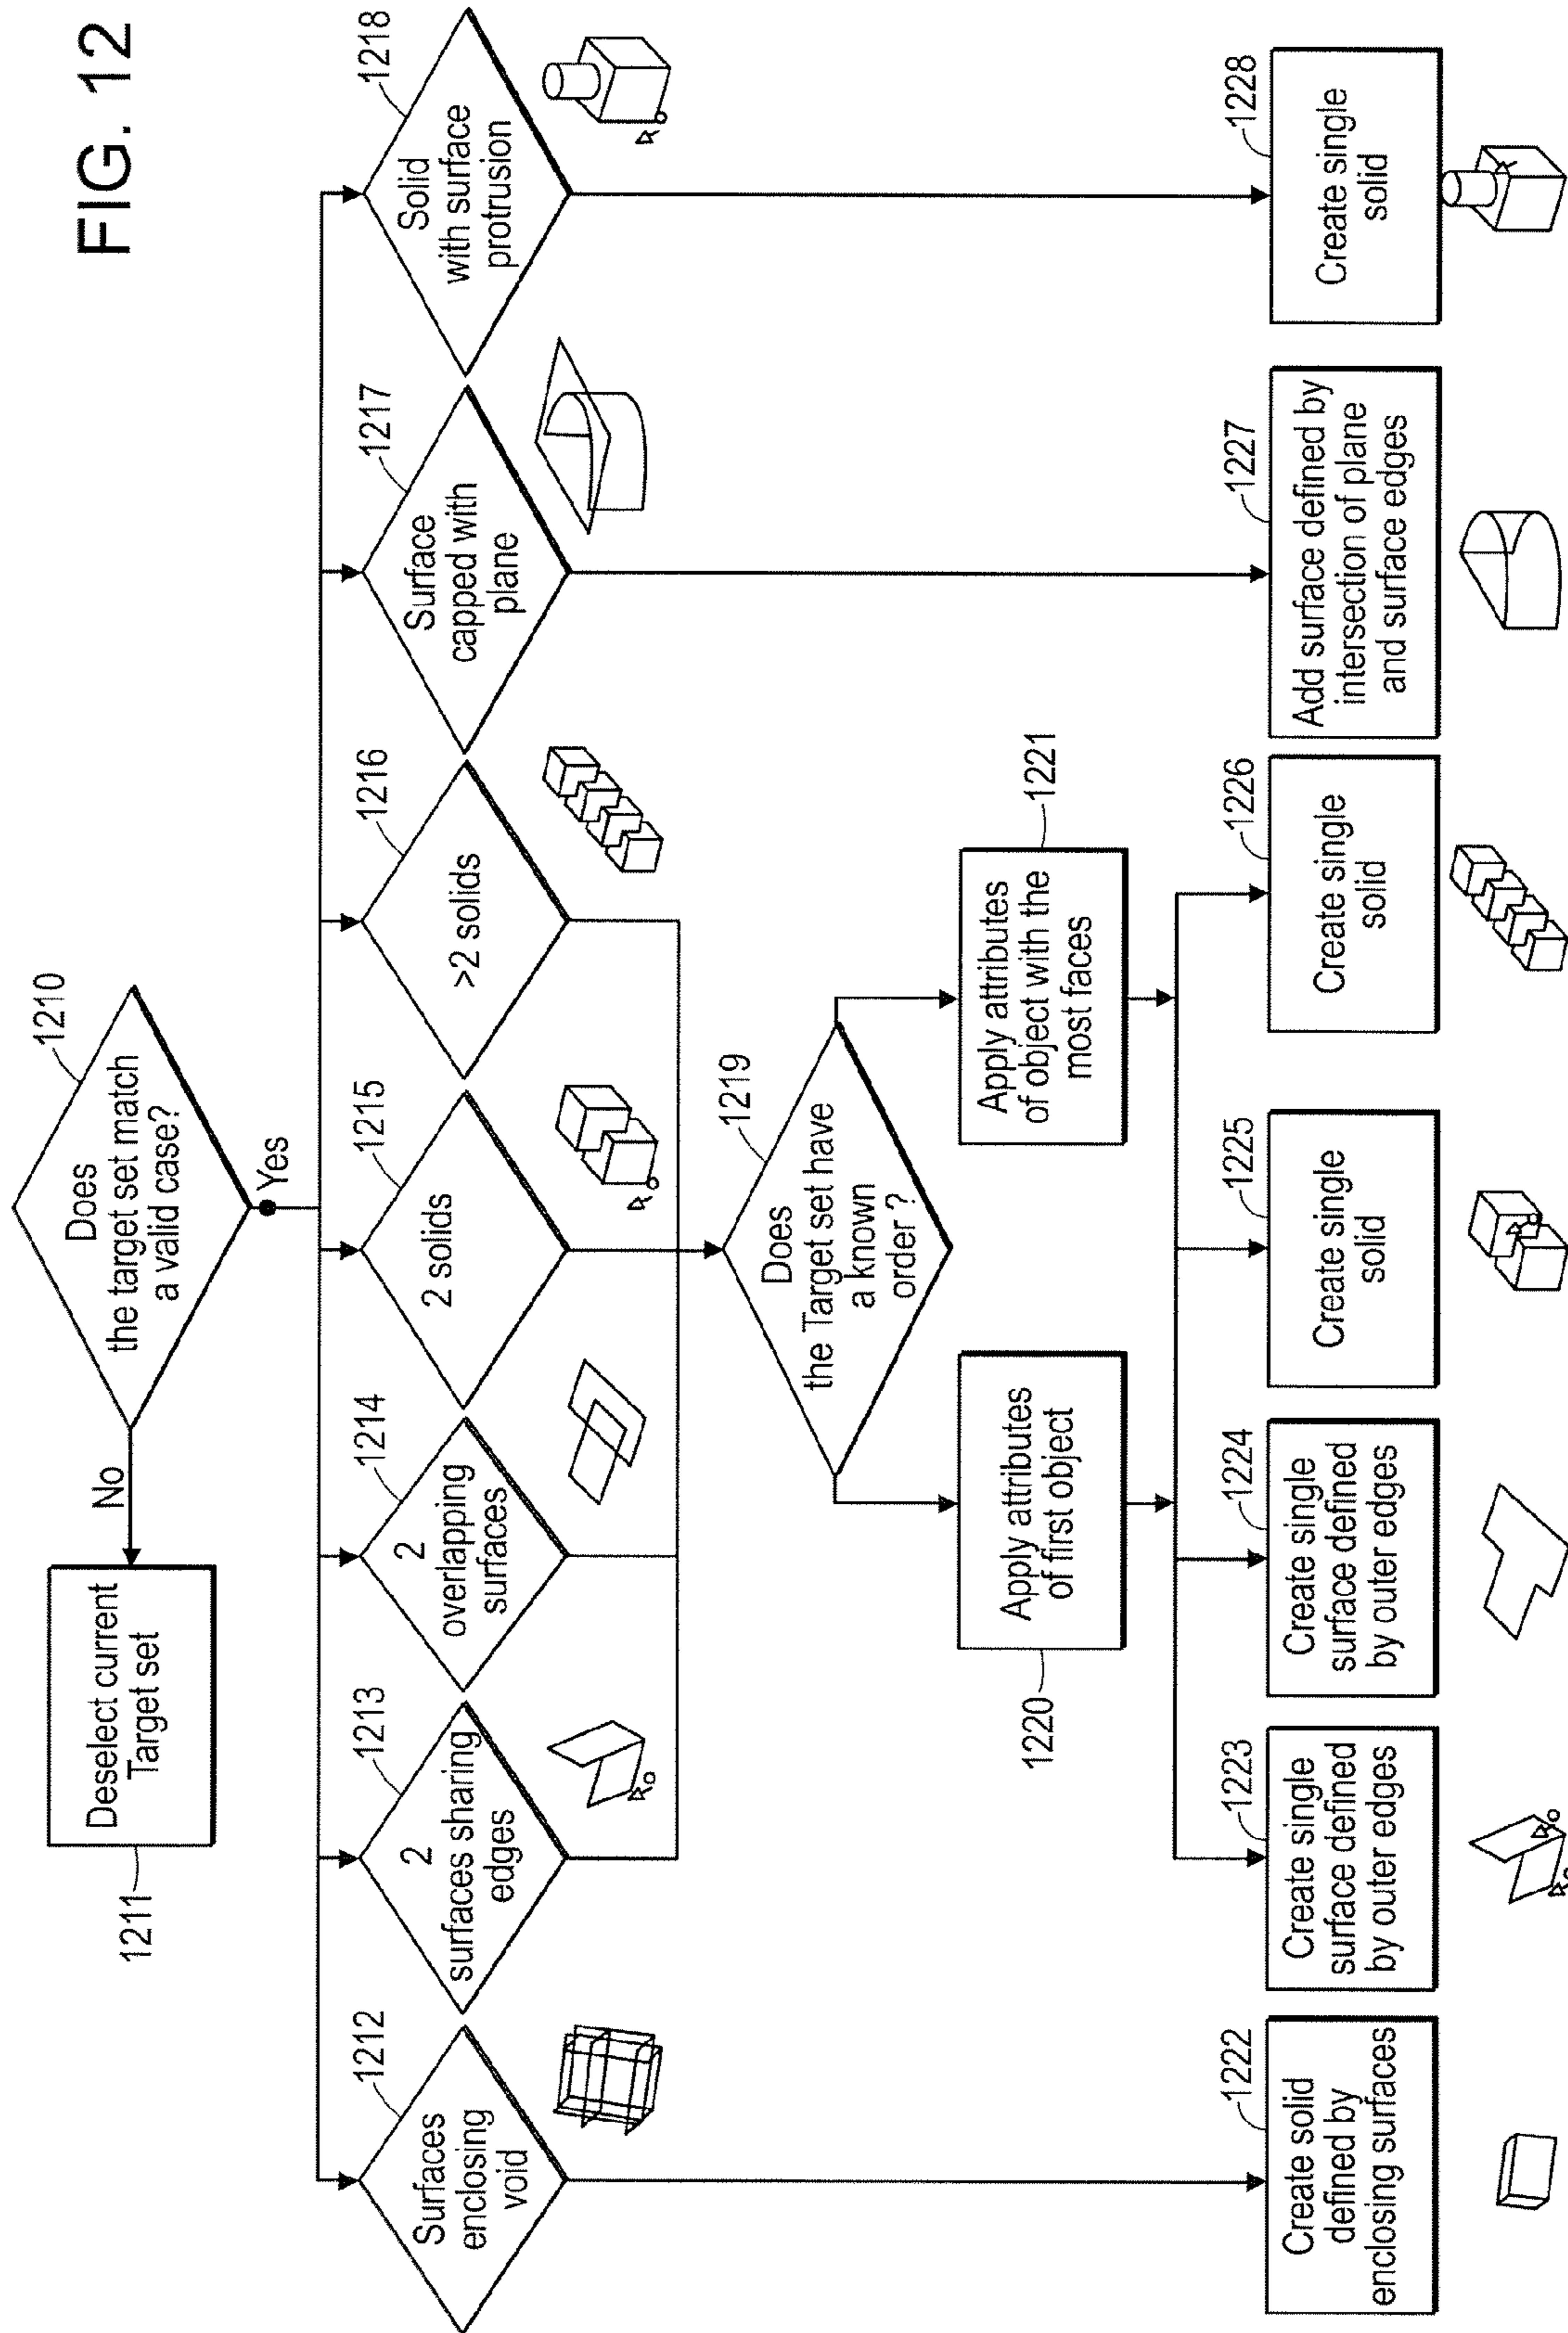 FIG. 12
1210
Does
the target set match
a valid case?
No
Yes
1211
Deselect current
Target set
1212
Surfaces
enclosing
void
1213
2
surfaces sharing
edges
1214
2
overlapping
surfaces
1215
2 solids
1216
>2 solids
1217
Surface
capped with
plane
1218
Solid
with surface
protrusion
1219
Does
the Target set have
a known
order ?
1220
Apply attributes
of first object
1221
Apply attributes
of object with the
most faces
1222
Create solid
defined by
enclosing surfaces
1223
Create single
surface defined
by outer edges
1224
Create single
surface defined
by outer edges
1225
Create single
solid
1226
Create single
solid
1227
Add surface defined by
intersection of plane
and surface edges
1228
Create single
solid